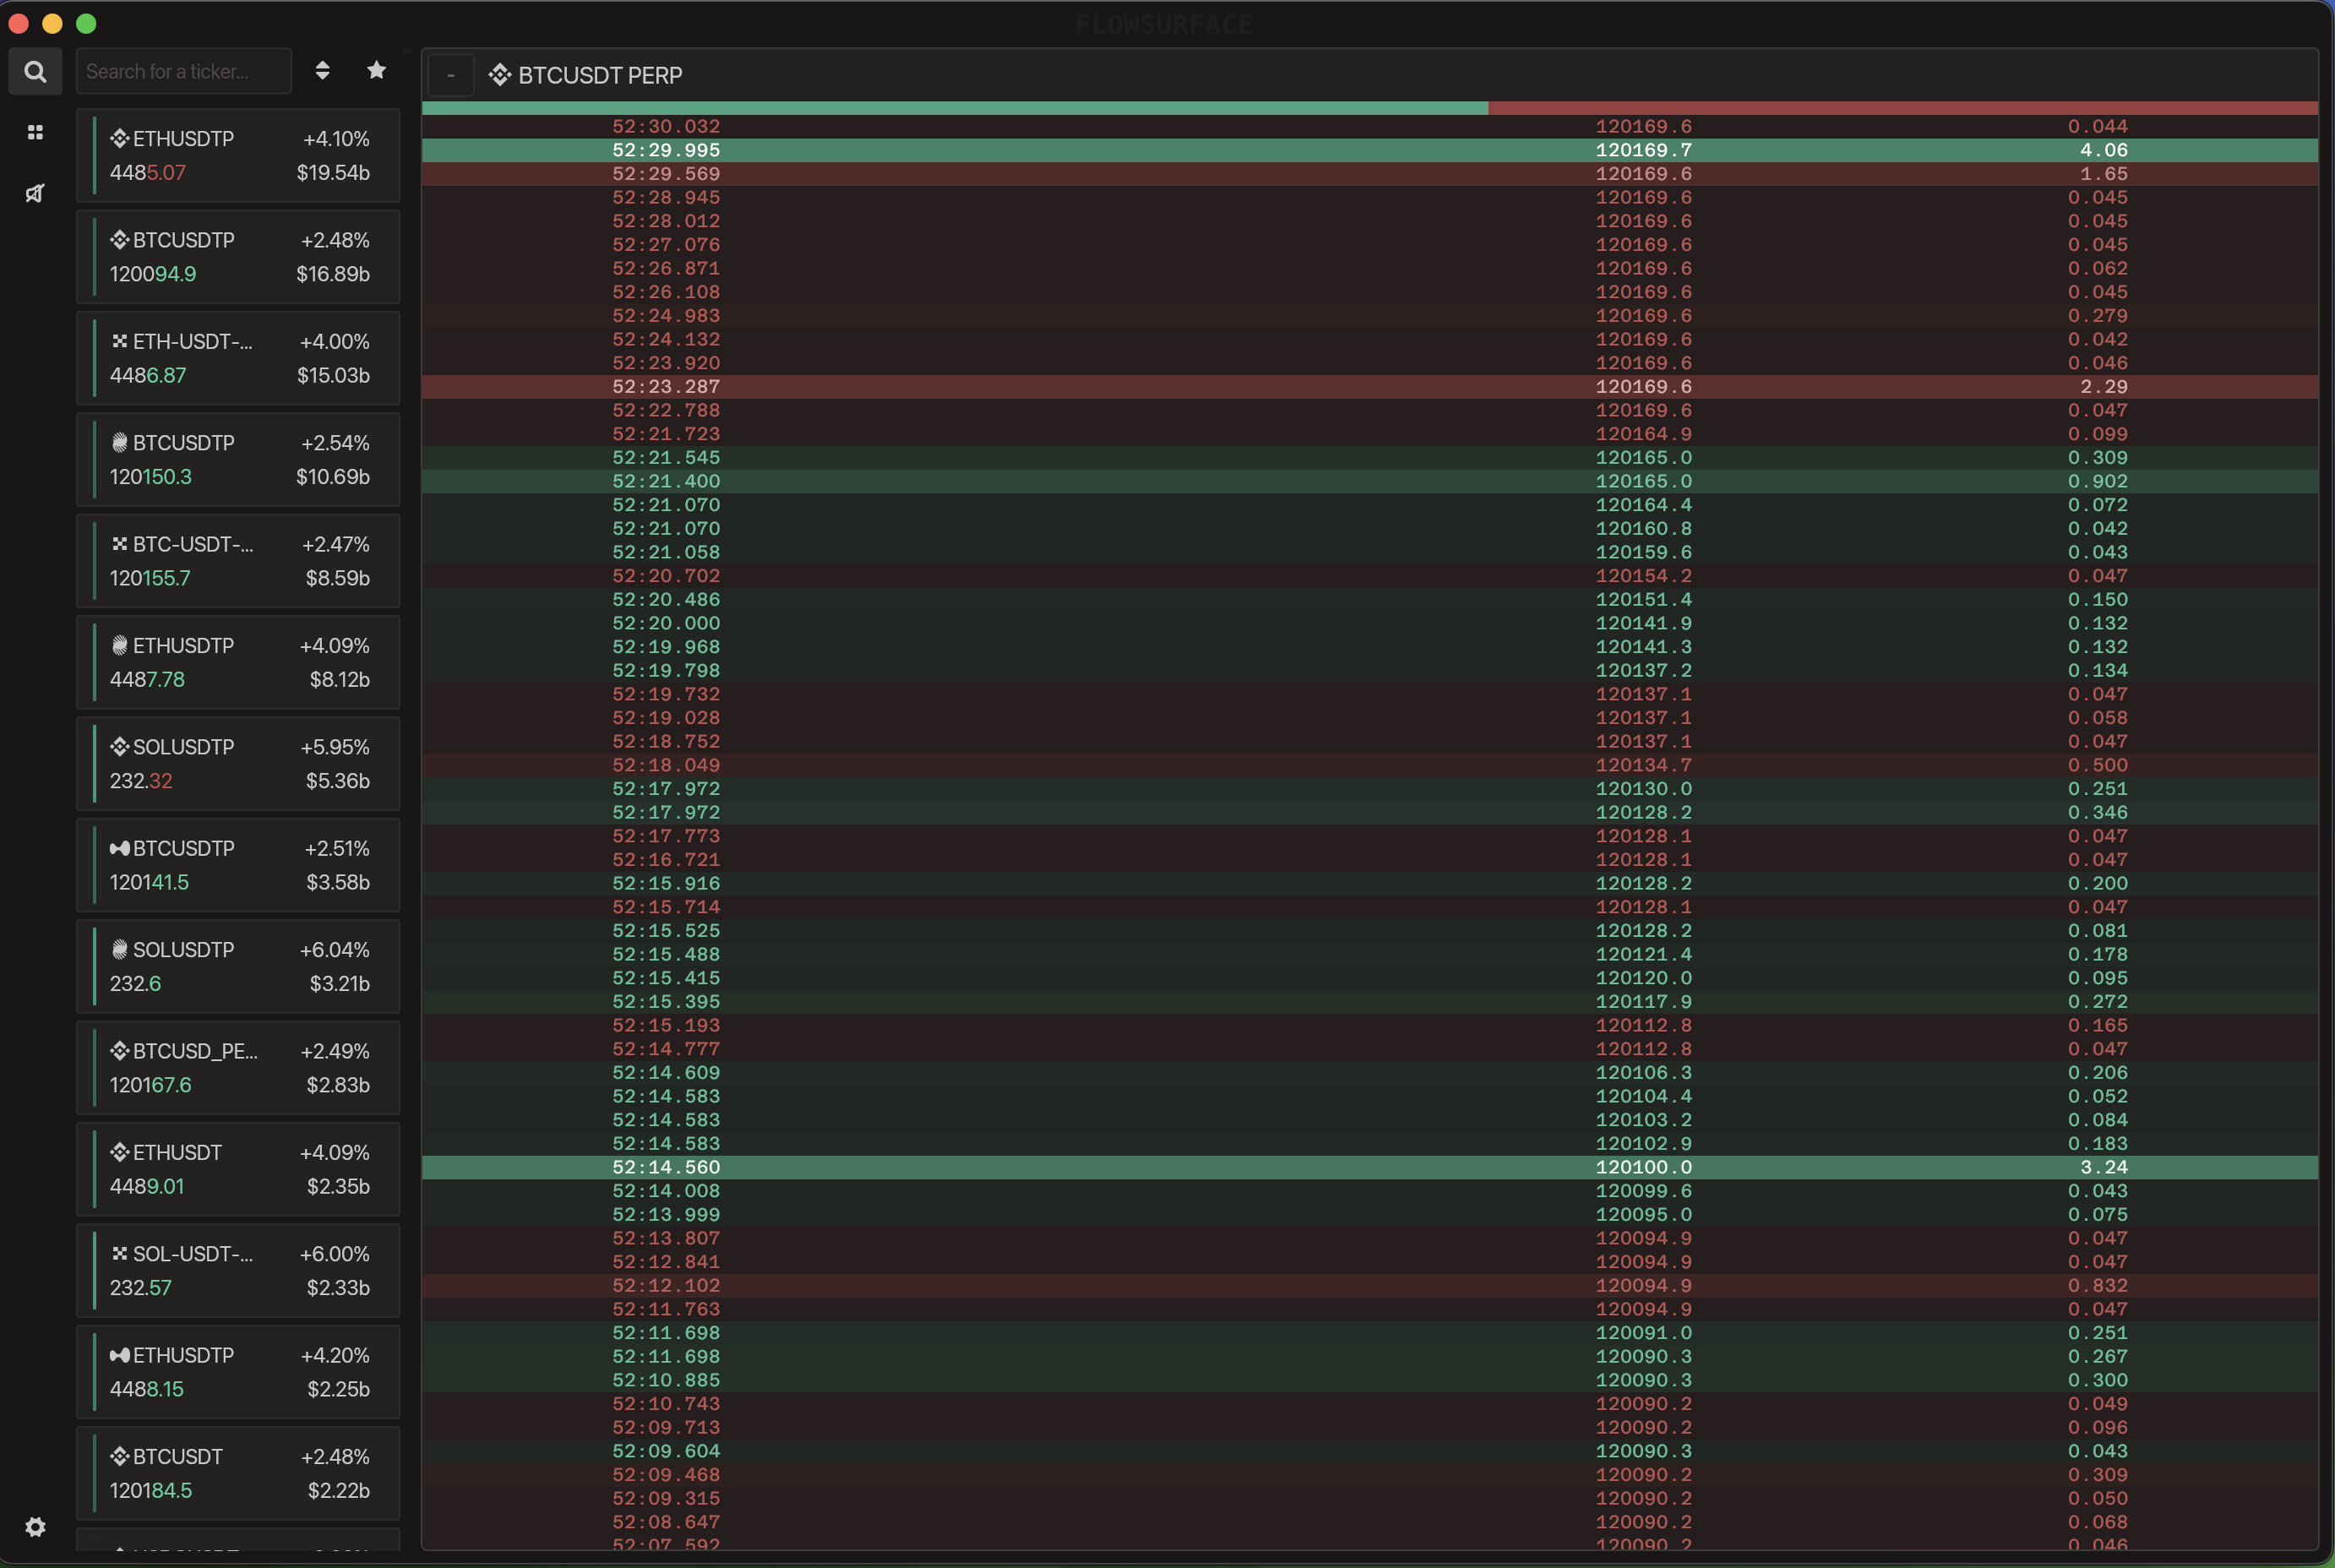 FLOWSURFACE
Search for a ticker...
ETHUSDTP +4.10%
4485.07 $19.54b
BTCUSDTP +2.48%
120094.9 $16.89b
ETH-USDT-... +4.00%
4486.87 $15.03b
BTCUSDTP +2.54%
120150.3 $10.69b
BTC-USDT-... +2.47%
120155.7 $8.59b
ETHUSDTP +4.09%
4487.78 $8.12b
SOLUSDTP +5.95%
232.32 $5.36b
BTCUSDTP +2.51%
120141.5 $3.58b
SOLUSDTP +6.04%
232.6 $3.21b
BTCUSD_PE... +2.49%
120167.6 $2.83b
ETHUSDT +4.09%
4489.01 $2.35b
SOL-USDT-... +6.00%
232.57 $2.33b
ETHUSDTP +4.20%
4488.15 $2.25b
BTCUSDT +2.48%
120184.5 $2.22b
- BTCUSDT PERP
52:30.032 120169.6 0.044
52:29.995 120169.7 4.06
52:29.569 120169.6 1.65
52:28.945 120169.6 0.045
52:28.012 120169.6 0.045
52:27.076 120169.6 0.045
52:26.871 120169.6 0.062
52:26.108 120169.6 0.045
52:24.983 120169.6 0.279
52:24.132 120169.6 0.042
52:23.920 120169.6 0.046
52:23.287 120169.6 2.29
52:22.788 120169.6 0.047
52:21.723 120164.9 0.099
52:21.545 120165.0 0.309
52:21.400 120165.0 0.902
52:21.070 120164.4 0.072
52:21.070 120160.8 0.042
52:21.058 120159.6 0.043
52:20.702 120154.2 0.047
52:20.486 120151.4 0.150
52:20.000 120141.9 0.132
52:19.968 120141.3 0.132
52:19.798 120137.2 0.134
52:19.732 120137.1 0.047
52:19.028 120137.1 0.058
52:18.752 120137.1 0.047
52:18.049 120134.7 0.500
52:17.972 120130.0 0.251
52:17.972 120128.2 0.346
52:17.773 120128.1 0.047
52:16.721 120128.1 0.047
52:15.916 120128.2 0.200
52:15.714 120128.1 0.047
52:15.525 120128.2 0.081
52:15.488 120121.4 0.178
52:15.415 120120.0 0.095
52:15.395 120117.9 0.272
52:15.193 120112.8 0.165
52:14.777 120112.8 0.047
52:14.609 120106.3 0.206
52:14.583 120104.4 0.052
52:14.583 120103.2 0.084
52:14.583 120102.9 0.183
52:14.560 120100.0 3.24
52:14.008 120099.6 0.043
52:13.999 120095.0 0.075
52:13.807 120094.9 0.047
52:12.841 120094.9 0.047
52:12.102 120094.9 0.832
52:11.763 120094.9 0.047
52:11.698 120091.0 0.251
52:11.698 120090.3 0.267
52:10.885 120090.3 0.300
52:10.743 120090.2 0.049
52:09.713 120090.2 0.096
52:09.604 120090.3 0.043
52:09.468 120090.2 0.309
52:09.315 120090.2 0.050
52:08.647 120090.2 0.068
52:07.592 120090.2 0.046